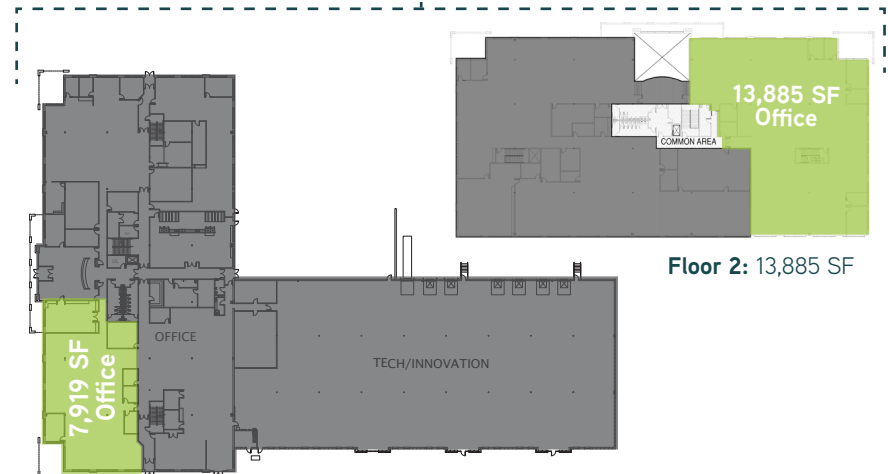 13,885 SF
Office
COMMON AREA
Floor 2: 13,885 SF
OFFICE
TECH/INNOVATION
7,919 SF
Office